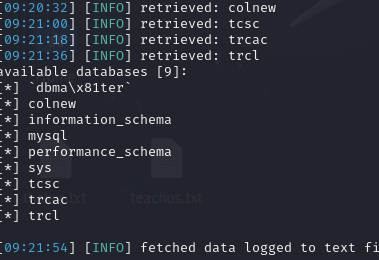 [09:20:32] [INFO] retrieved: colnew
[09:21:00] [INFO] retrieved: tcsc
[09:21:18] [INFO] retrieved: trcac
[09:21:36] [INFO] retrieved: trcl
available databases [9]:
[*] `dbma\x81ter`
[*] colnew
[*] information_schema
[*] mysql
[*] performance_schema
[*] sys
[*] tcsc
[*] trcac
[*] trcl
teachus.txt
[09:21:54] [INFO] fetched data logged to text fi